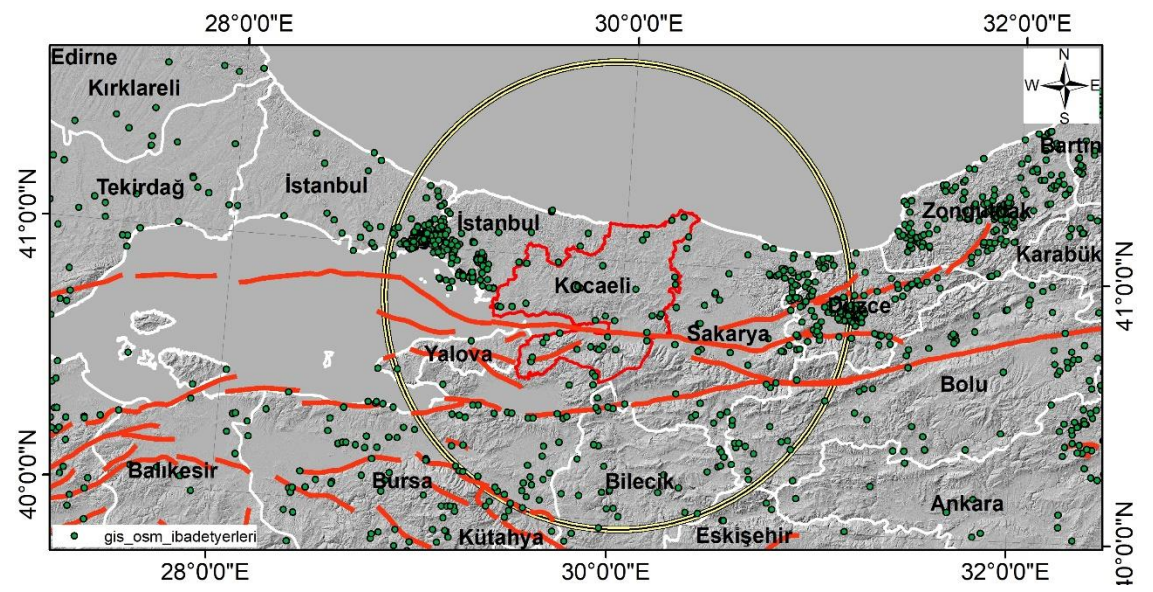 28°0'0"E
30°0'0"E
32°0'0"E
Edirne
Kırklareli
N
W
E
S
Bartın
Tekirdağ
İstanbul
İstanbul
Zonguldak
41°0'0"N
Karabük
Kocaeli
41°0'0"N
Düzce
Sakarya
Yalova
Bolu
Balıkesir
Bursa
Bilecik
Ankara
40°0'0"N
Kütahya
Eskişehir
gis_osm_ibadetyerleri
40°0'0"N
28°0'0"E
30°0'0"E
32°0'0"E